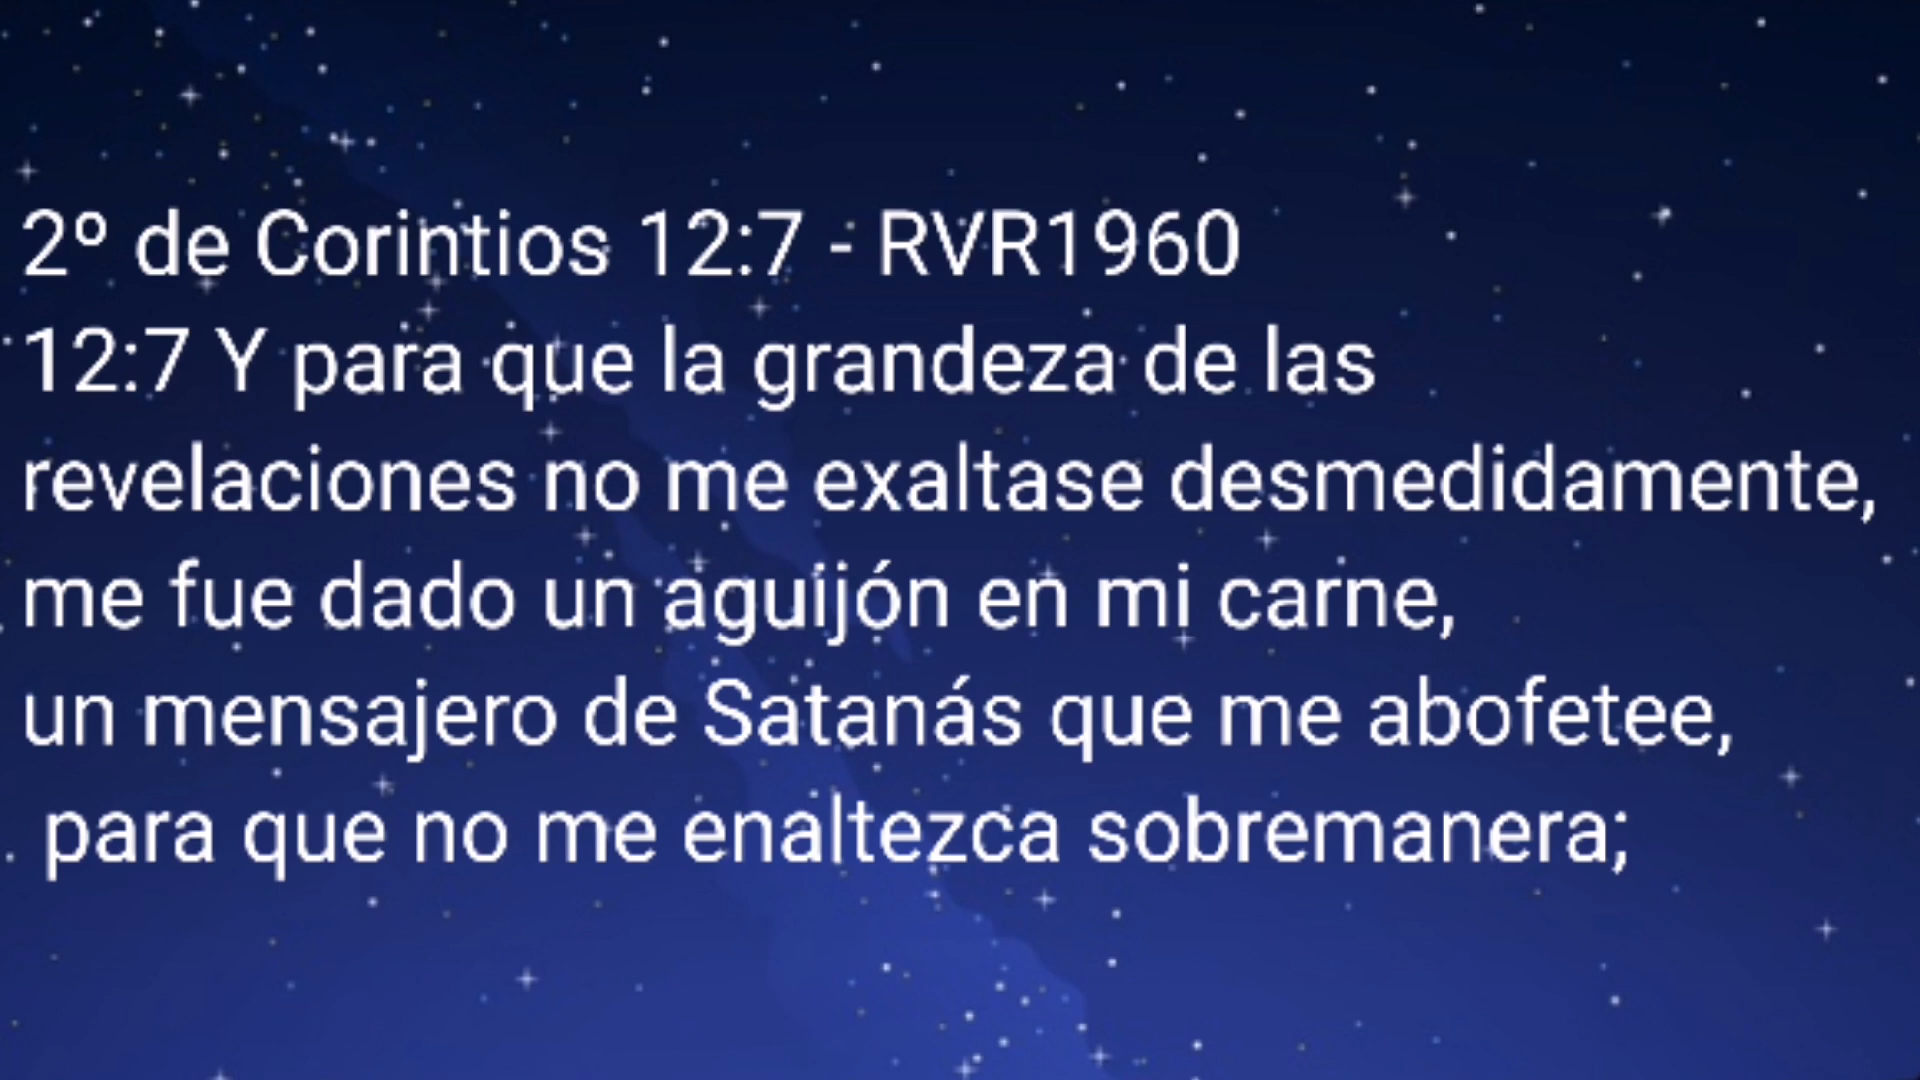 2º de Corintios 12:7 - RVR1960
12:7 Y para que la grandeza de las
revelaciones no me exaltase desmedidamente,
me fue dado un aguijón en mi carne,
un mensajero de Satanás que me abofetee,
para que no me enaltezca sobremanera;